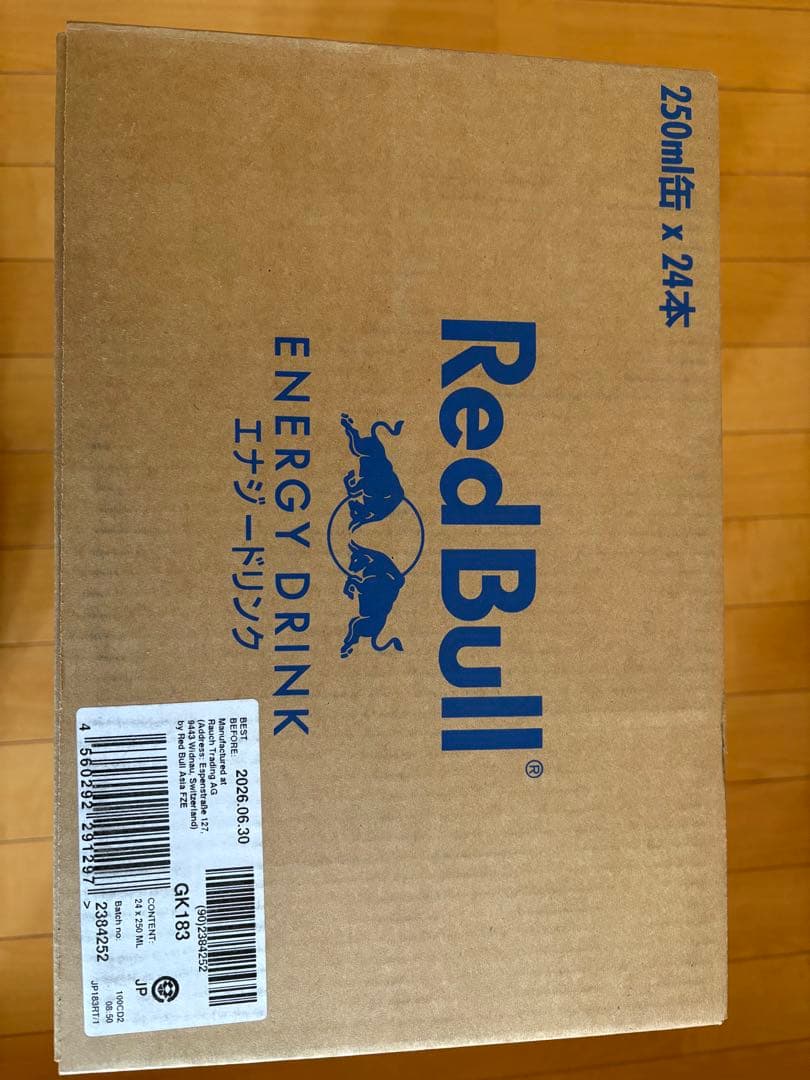 250ml缶 x 24本
Red Bull®
ENERGY DRINK
エナジードリンク
BEST
BEFORE: 2026.06.30
Manufactured at
Rauch Trading AG
(Address: Espenstraße 127,
9443 Widnau, Switzerland)
by Red Bull Asia FZE
4 560292 291297 >
(90)2384252
GK183
CONTENT:
24 x 250 ML
Batch no.
2384252
JP
100CD2
08:50
JP183RT/1